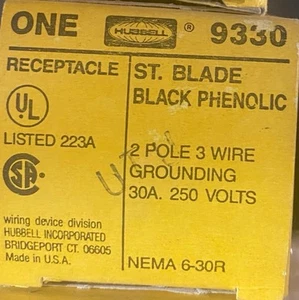 ONE HUBBELL ® 9330
RECEPTACLE
ST. BLADE
BLACK PHENOLIC
UL
LISTED 223A
2 POLE 3 WIRE
GROUNDING
30A. 250 VOLTS
SA
wiring device division
HUBBELL INCORPORATED
BRIDGEPORT CT. 06605
Made in U.S.A.
NEMA 6-30R